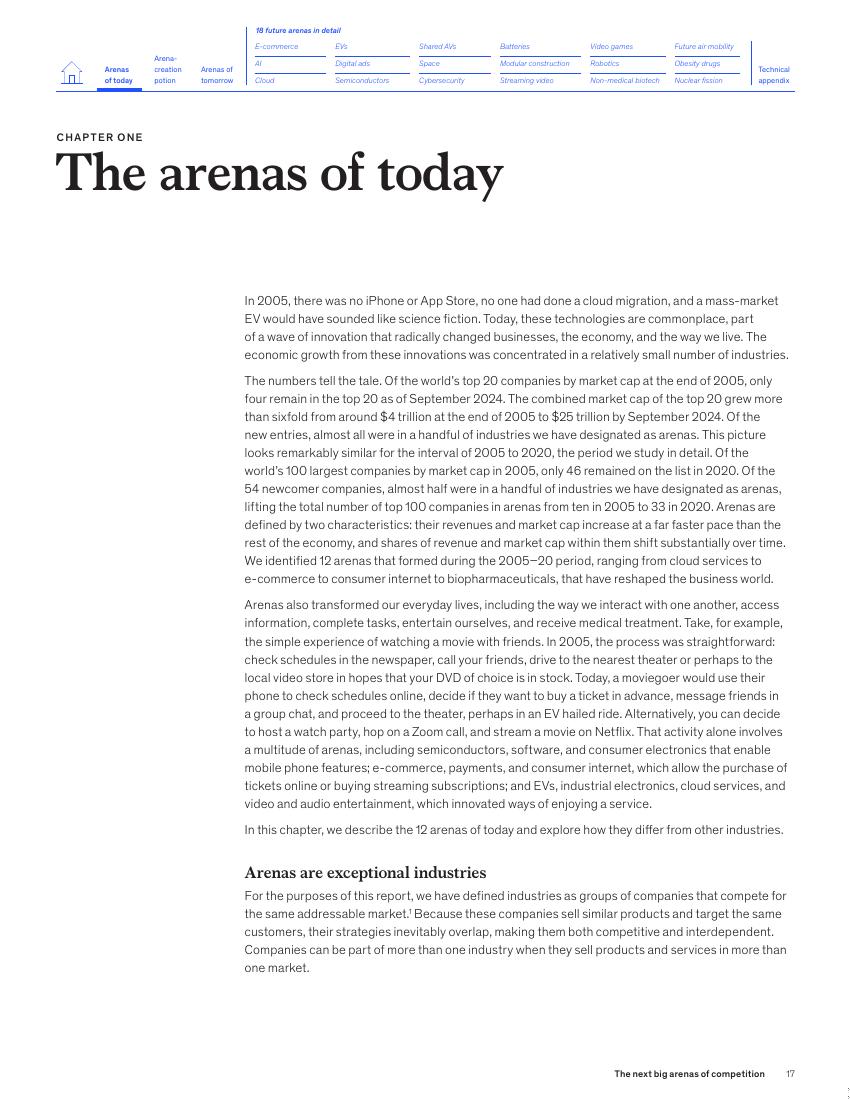 18 future arenas in detail
E-commerce EVs Shared AVs Batteries Video games Future air mobility
Arenas of today
Arena-creation potion
Arenas of tomorrow
AI Digital ads Space Modular construction Robotics Obesity drugs
Cloud Semiconductors Cybersecurity Streaming video Non-medical biotech Nuclear fission
Technical appendix
CHAPTER ONE
The arenas of today
In 2005, there was no iPhone or App Store, no one had done a cloud migration, and a mass-market
EV would have sounded like science fiction. Today, these technologies are commonplace, part
of a wave of innovation that radically changed businesses, the economy, and the way we live. The
economic growth from these innovations was concentrated in a relatively small number of industries.
The numbers tell the tale. Of the world's top 20 companies by market cap at the end of 2005, only
four remain in the top 20 as of September 2024. The combined market cap of the top 20 grew more
than sixfold from around $4 trillion at the end of 2005 to $25 trillion by September 2024. Of the
new entries, almost all were in a handful of industries we have designated as arenas. This picture
looks remarkably similar for the interval of 2005 to 2020, the period we study in detail. Of the
world's 100 largest companies by market cap in 2005, only 46 remained on the list in 2020. Of the
54 newcomer companies, almost half were in a handful of industries we have designated as arenas,
lifting the total number of top 100 companies in arenas from ten in 2005 to 33 in 2020. Arenas are
defined by two characteristics: their revenues and market cap increase at a far faster pace than the
rest of the economy, and shares of revenue and market cap within them shift substantially over time.
We identified 12 arenas that formed during the 2005–20 period, ranging from cloud services to
e-commerce to consumer internet to biopharmaceuticals, that have reshaped the business world.
Arenas also transformed our everyday lives, including the way we interact with one another, access
information, complete tasks, entertain ourselves, and receive medical treatment. Take, for example,
the simple experience of watching a movie with friends. In 2005, the process was straightforward:
check schedules in the newspaper, call your friends, drive to the nearest theater or perhaps to the
local video store in hopes that your DVD of choice is in stock. Today, a moviegoer would use their
phone to check schedules online, decide if they want to buy a ticket in advance, message friends in
a group chat, and proceed to the theater, perhaps in an EV hailed ride. Alternatively, you can decide
to host a watch party, hop on a Zoom call, and stream a movie on Netflix. That activity alone involves
a multitude of arenas, including semiconductors, software, and consumer electronics that enable
mobile phone features; e-commerce, payments, and consumer internet, which allow the purchase of
tickets online or buying streaming subscriptions; and EVs, industrial electronics, cloud services, and
video and audio entertainment, which innovated ways of enjoying a service.
In this chapter, we describe the 12 arenas of today and explore how they differ from other industries.
Arenas are exceptional industries
For the purposes of this report, we have defined industries as groups of companies that compete for
the same addressable market.¹ Because these companies sell similar products and target the same
customers, their strategies inevitably overlap, making them both competitive and interdependent.
Companies can be part of more than one industry when they sell products and services in more than
one market.
The next big arenas of competition 17